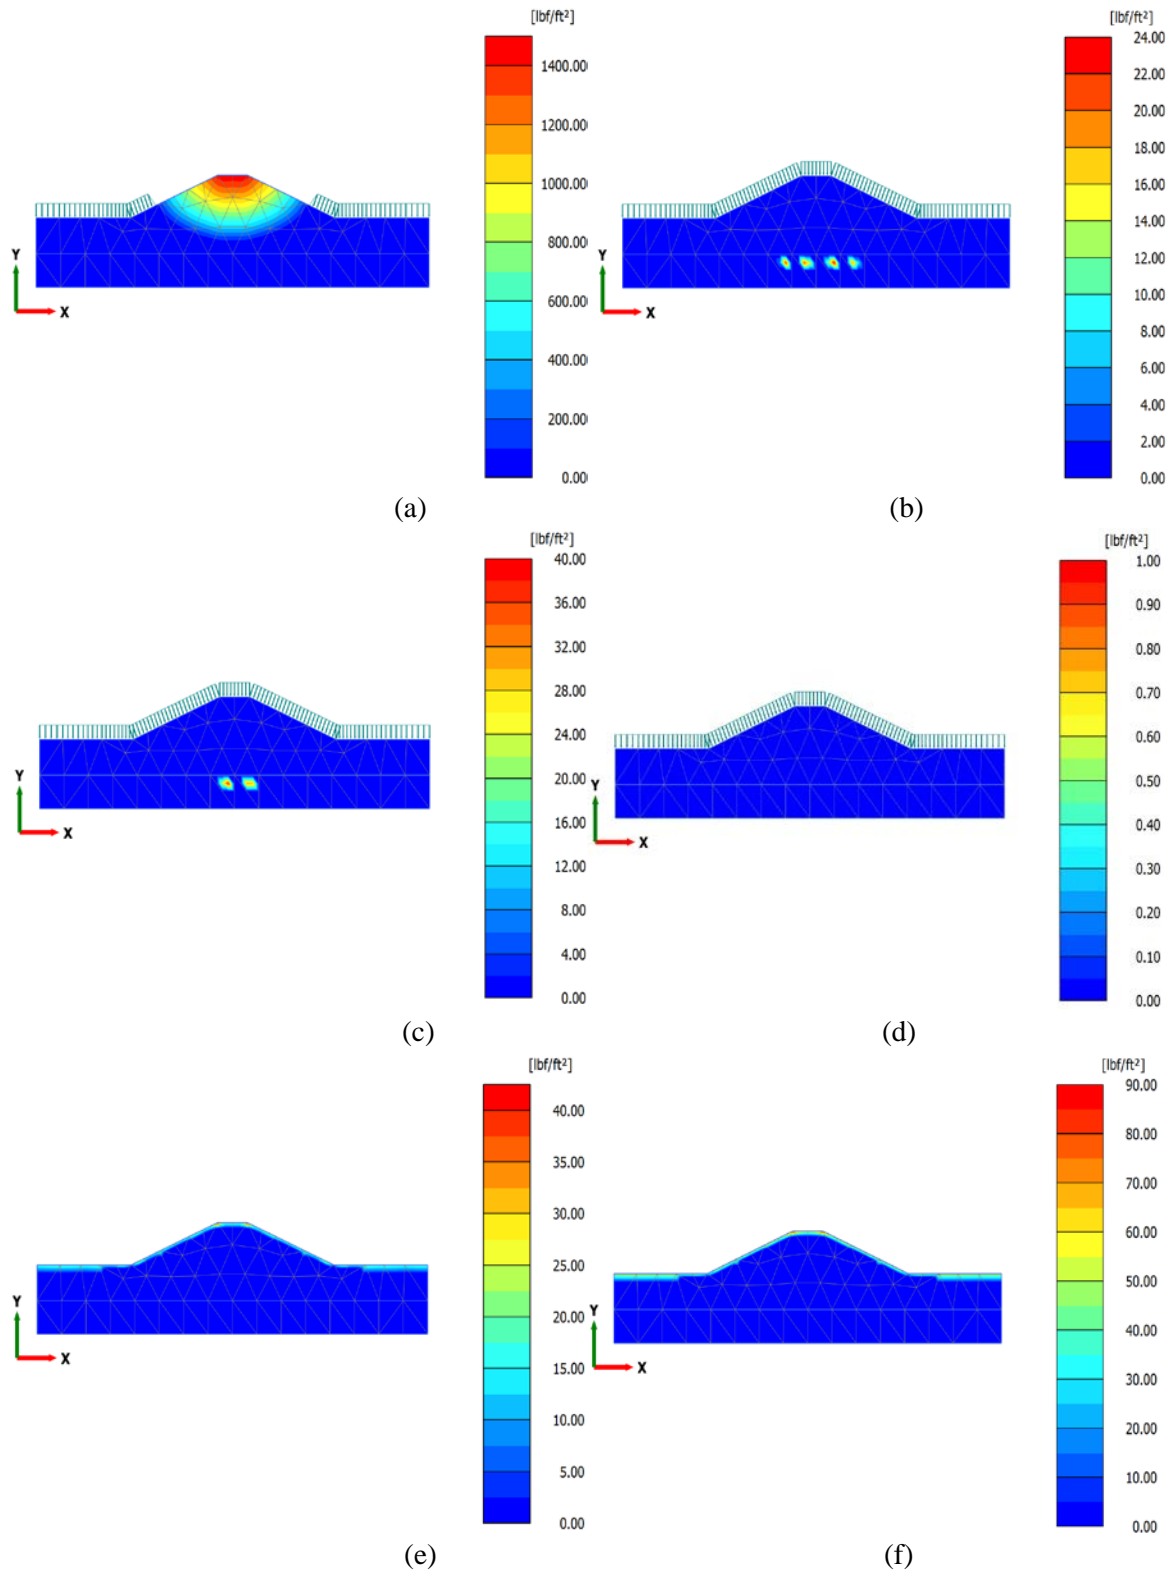 [lbf/ft²]
1400.00
1200.00
1000.00
800.00
600.00
400.00
200.00
0.00
Y
X
(a)
[lbf/ft²]
24.00
22.00
20.00
18.00
16.00
14.00
12.00
10.00
8.00
6.00
4.00
2.00
0.00
Y
X
(b)
[lbf/ft²]
40.00
36.00
32.00
28.00
24.00
20.00
16.00
12.00
8.00
4.00
0.00
Y
X
(c)
[lbf/ft²]
1.00
0.90
0.80
0.70
0.60
0.50
0.40
0.30
0.20
0.10
0.00
Y
X
(d)
[lbf/ft²]
40.00
35.00
30.00
25.00
20.00
15.00
10.00
5.00
0.00
Y
X
(e)
[lbf/ft²]
90.00
80.00
70.00
60.00
50.00
40.00
30.00
20.00
10.00
0.00
Y
X
(f)